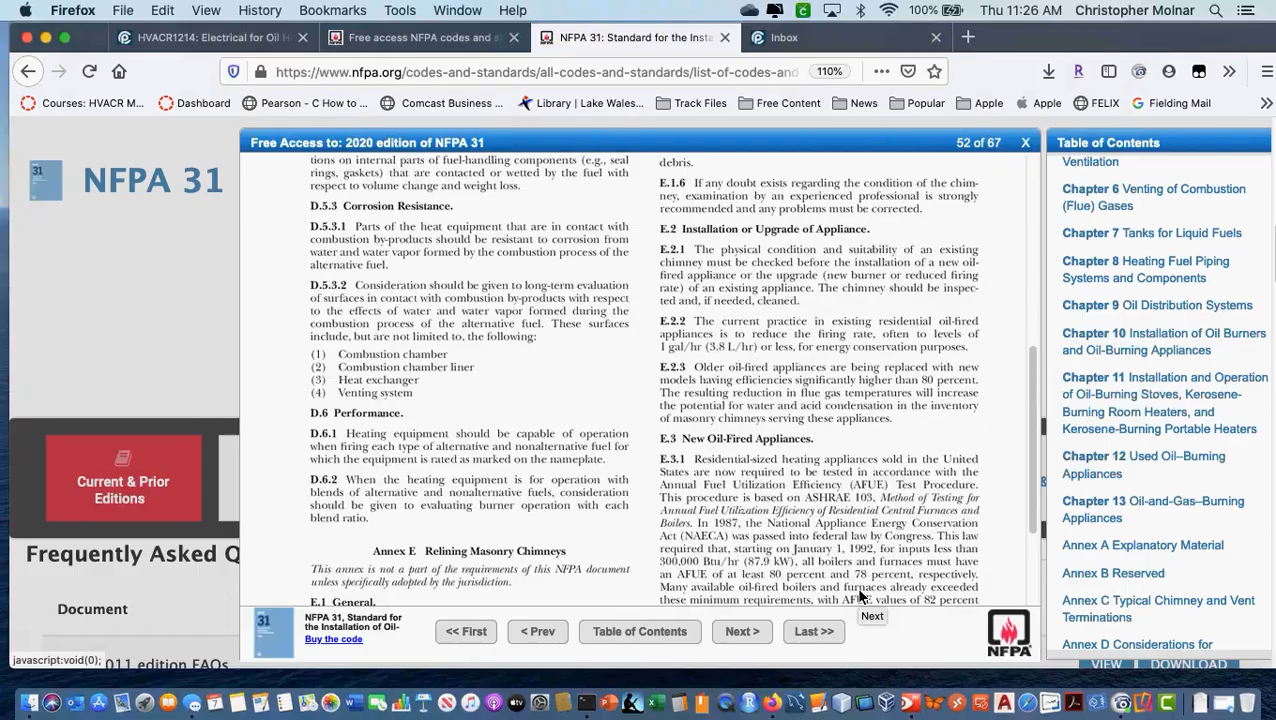 Firefox File Edit View History Bookmarks Tools Window Help
100% Thu 11:26 AM Christopher Molnar
HVACR1214: Electrical for Oil H
Free access NFPA codes and s
NFPA 31: Standard for the Insta
Inbox
https://www.nfpa.org/codes-and-standards/all-codes-and-standards/list-of-codes-and
110%
Courses: HVACR M...
Dashboard
Pearson - C How to ...
Comcast Business ...
Library | Lake Wales...
Track Files
Free Content
News
Popular
Apple
Apple
FELIX
Fielding Mail
31
NFPA 31
Current & Prior
Editions
Frequently Asked Q
Document
011 edition FAQs
javascript:void(0);
Free Access to: 2020 edition of NFPA 31
52 of 67
X
tions on internal parts of fuel-handling components (e.g., seal
rings, gaskets) that are contacted or wetted by the fuel with
respect to volume change and weight loss.
D.5.3 Corrosion Resistance.
D.5.3.1 Parts of the heat equipment that are in contact with
combustion by-products should be resistant to corrosion from
water and water vapor formed by the combustion process of the
alternative fuel.
D.5.3.2 Consideration should be given to long-term evaluation
of surfaces in contact with combustion by-products with respect
to the effects of water and water vapor formed during the
combustion process of the alternative fuel. These surfaces
include, but are not limited to, the following:
(1) Combustion chamber
(2) Combustion chamber liner
(3) Heat exchanger
(4) Venting system
D.6 Performance.
D.6.1 Heating equipment should be capable of operation
when firing each type of alternative and nonalternative fuel for
which the equipment is rated as marked on the nameplate.
D.6.2 When the heating equipment is for operation with
blends of alternative and nonalternative fuels, consideration
should be given to evaluating burner operation with each
blend ratio.
Annex E Relining Masonry Chimneys
This annex is not a part of the requirements of this NFPA document
unless specifically adopted by the jurisdiction.
E.1 General.
debris.
E.1.6 If any doubt exists regarding the condition of the chim-
ney, examination by an experienced professional is strongly
recommended and any problems must be corrected.
E.2 Installation or Upgrade of Appliance.
E.2.1 The physical condition and suitability of an existing
chimney must be checked before the installation of a new oil-
fired appliance or the upgrade (new burner or reduced firing
rate) of an existing appliance. The chimney should be inspec-
ted and, if needed, cleaned.
E.2.2 The current practice in existing residential oil-fired
appliances is to reduce the firing rate, often to levels of
1 gal/hr (3.8 L/hr) or less, for energy conservation purposes.
E.2.3 Older oil-fired appliances are being replaced with new
models having efficiencies significantly higher than 80 percent.
The resulting reduction in flue gas temperatures will increase
the potential for water and acid condensation in the inventory
of masonry chimneys serving these appliances.
E.3 New Oil-Fired Appliances.
E.3.1 Residential-sized heating appliances sold in the United
States are now required to be tested in accordance with the
Annual Fuel Utilization Efficiency (AFUE) Test Procedure.
This procedure is based on ASHRAE 103, Method of Testing for
Annual Fuel Utilization Efficiency of Residential Central Furnaces and
Boilers. In 1987, the National Appliance Energy Conservation
Act (NAECA) was passed into federal law by Congress. This law
required that, starting on January 1, 1992, for inputs less than
300,000 Btu/hr (87.9 kW), all boilers and furnaces must have
an AFUE of at least 80 percent and 78 percent, respectively.
Many available oil-fired boilers and furnaces already exceeded
these minimum requirements, with AFUE values of 82 percent
Next
31
NFPA 31, Standard for
the Installation of Oil-
Buy the code
<< First
< Prev
Table of Contents
Next >
Last >>
NFPA
Table of Contents
Ventilation
Chapter 6 Venting of Combustion
(Flue) Gases
Chapter 7 Tanks for Liquid Fuels
Chapter 8 Heating Fuel Piping
Systems and Components
Chapter 9 Oil Distribution Systems
Chapter 10 Installation of Oil Burners
and Oil-Burning Appliances
Chapter 11 Installation and Operation
of Oil-Burning Stoves, Kerosene-
Burning Room Heaters, and
Kerosene-Burning Portable Heaters
Chapter 12 Used Oil–Burning
Appliances
Chapter 13 Oil-and-Gas–Burning
Appliances
Annex A Explanatory Material
Annex B Reserved
Annex C Typical Chimney and Vent
Terminations
Annex D Considerations for
VIEW DOWNLOAD